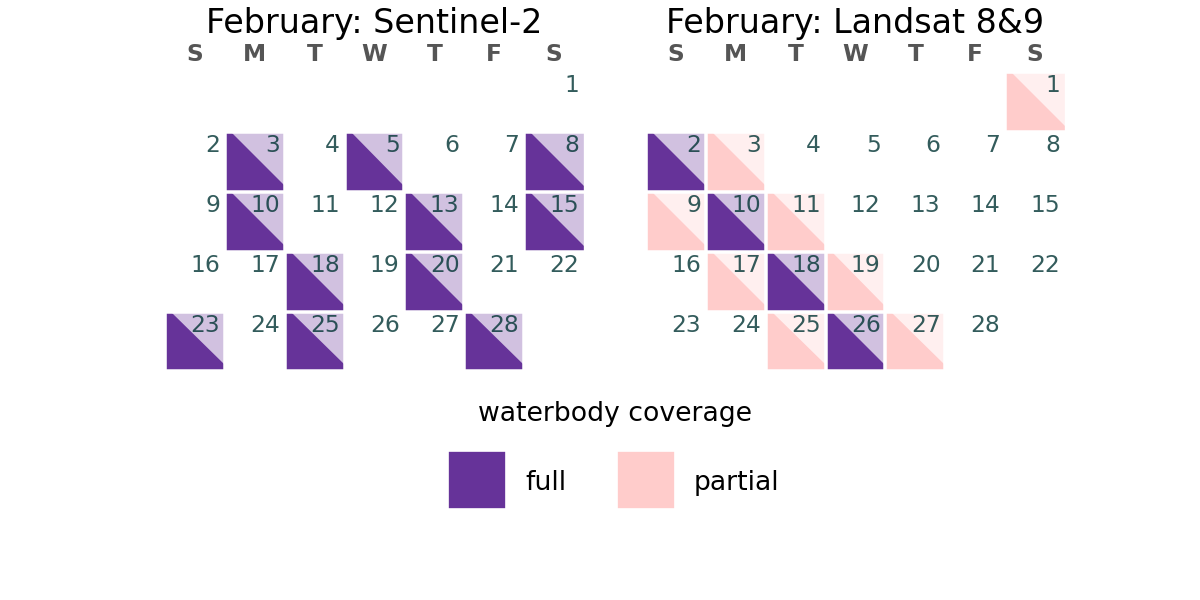 February: Sentinel-2
S M T W T F S
1
2 3 4 5 6 7 8
9 10 11 12 13 14 15
16 17 18 19 20 21 22
23 24 25 26 27 28
February: Landsat 8&9
S M T W T F S
1
2 3 4 5 6 7 8
9 10 11 12 13 14 15
16 17 18 19 20 21 22
23 24 25 26 27 28
waterbody coverage
full partial